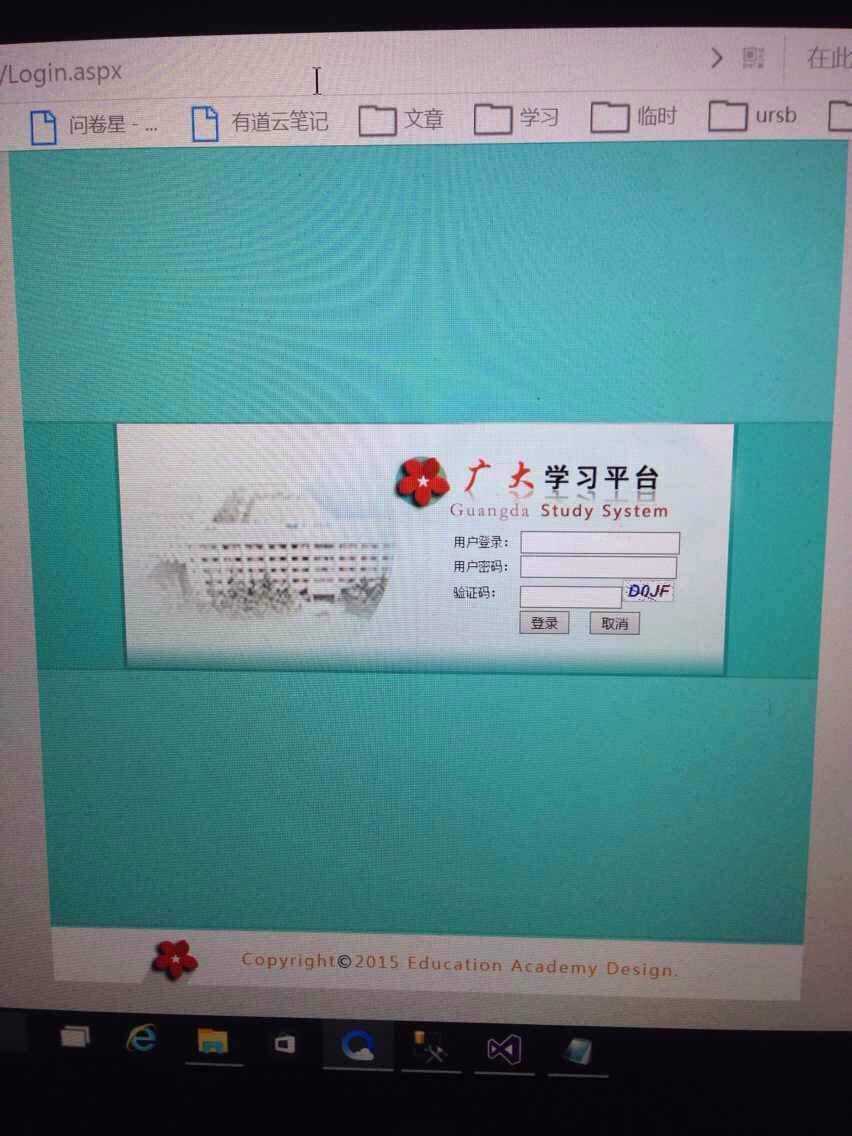 /Login.aspx
在此
问卷星 - ...
有道云笔记
文章
学习
临时
ursb
广大学习平台
Guangda Study System
用户登录:
用户密码:
验证码:
DQJF
登录
取消
Copyright©2015 Education Academy Design.